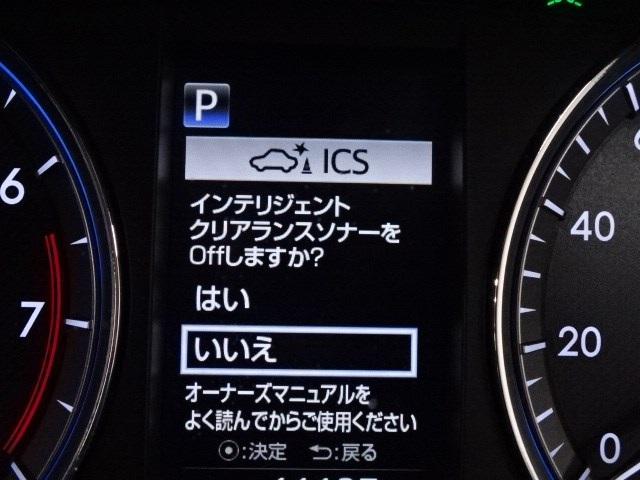 P
ICS
インテリジェント
クリアランスソナーを
Offしますか?
はい
いいえ
オーナーズマニュアルを
よく読んでからご使用ください
:決定 :戻る
6
7
40
20
0